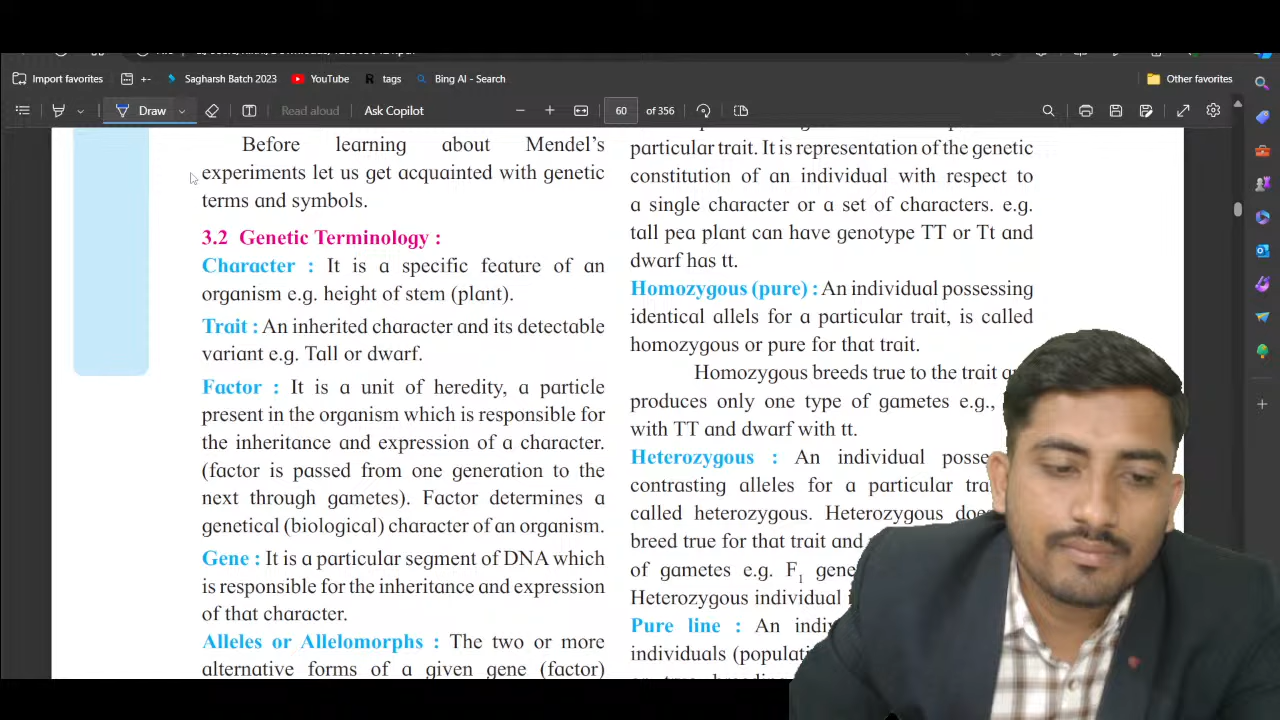 Import favorites
+-
Sagharsh Batch 2023
YouTube
R tags
Bing AI - Search
Other favorites
Draw
Read aloud
Ask Copilot
60 of 356
Before learning about Mendel's
experiments let us get acquainted with genetic
terms and symbols.
3.2 Genetic Terminology :
Character : It is a specific feature of an
organism e.g. height of stem (plant).
Trait : An inherited character and its detectable
variant e.g. Tall or dwarf.
Factor : It is a unit of heredity, a particle
present in the organism which is responsible for
the inheritance and expression of a character.
(factor is passed from one generation to the
next through gametes). Factor determines a
genetical (biological) character of an organism.
Gene : It is a particular segment of DNA which
is responsible for the inheritance and expression
of that character.
Alleles or Allelomorphs : The two or more
alternative forms of a given gene (factor)
particular trait. It is representation of the genetic
constitution of an individual with respect to
a single character or a set of characters. e.g.
tall pea plant can have genotype TT or Tt and
dwarf has tt.
Homozygous (pure) : An individual possessing
identical allels for a particular trait, is called
homozygous or pure for that trait.
Homozygous breeds true to the trait
produces only one type of gametes e.g.,
with TT and dwarf with tt.
Heterozygous : An individual
contrasting alleles for a particular
called heterozygous. Heterozygous
breed true for that trait and
of gametes e.g. F1
Heterozygous individual
Pure line : An
individuals